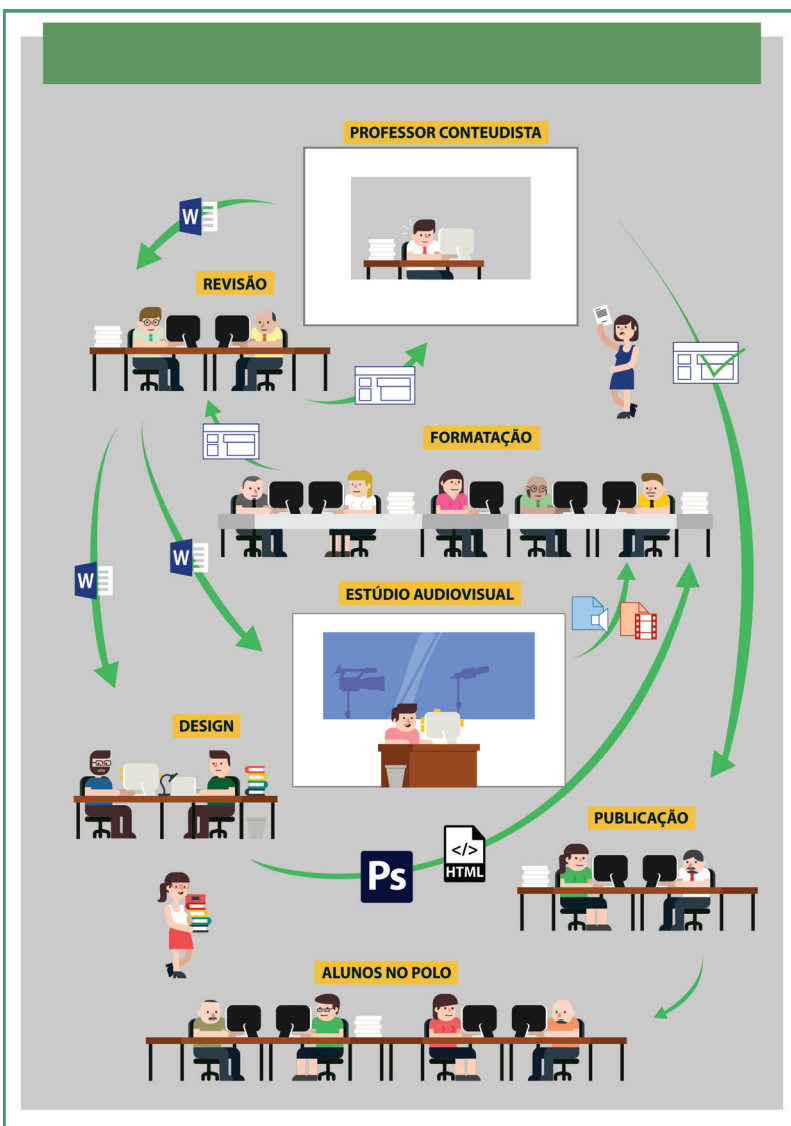 PROFESSOR CONTEUDISTA
W
REVISÃO
FORMATAÇÃO
W
W
ESTÚDIO AUDIOVISUAL
DESIGN
PUBLICAÇÃO
Ps
</>
HTML
ALUNOS NO POLO